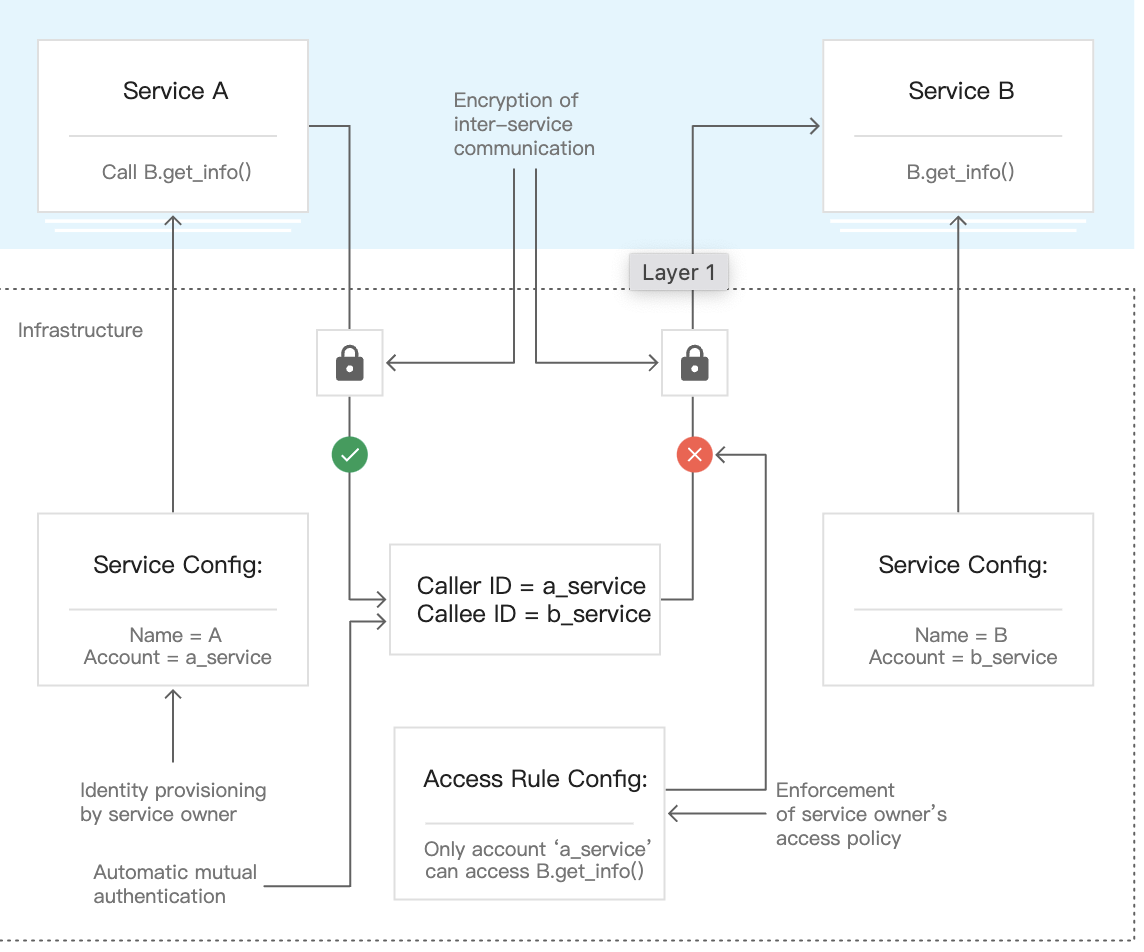 Service A
Call B.get_info()
Encryption of
inter–service
communication
Service B
B.get_info()
Layer 1
Infrastructure
Service Config:
Name = A
Account = a_service
Caller ID = a_service
Callee ID = b_service
Service Config:
Name = B
Account = b_service
Identity provisioning
by service owner
Automatic mutual
authentication
Access Rule Config:
Only account ‘a_service’
can access B.get_info()
Enforcement
of service owner’s
access policy